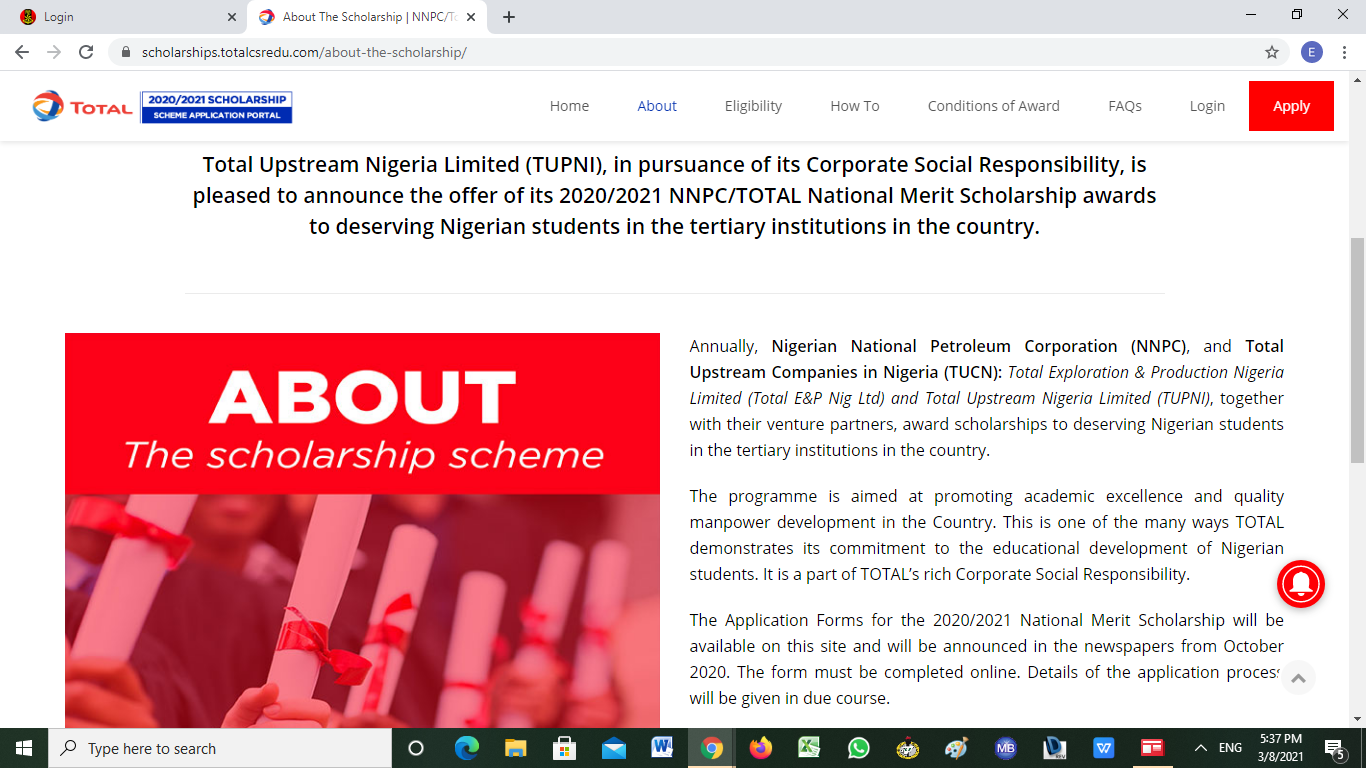 Login
About The Scholarship | NNPC/To
scholarships.totalcsredu.com/about-the-scholarship/
E
TOTAL
2020/2021 SCHOLARSHIP
SCHEME APPLICATION PORTAL
Home About Eligibility How To Conditions of Award FAQs Login Apply
Total Upstream Nigeria Limited (TUPNI), in pursuance of its Corporate Social Responsibility, is
pleased to announce the offer of its 2020/2021 NNPC/TOTAL National Merit Scholarship awards
to deserving Nigerian students in the tertiary institutions in the country.
ABOUT
The scholarship scheme
Annually, Nigerian National Petroleum Corporation (NNPC), and Total
Upstream Companies in Nigeria (TUCN): Total Exploration & Production Nigeria
Limited (Total E&P Nig Ltd) and Total Upstream Nigeria Limited (TUPNI), together
with their venture partners, award scholarships to deserving Nigerian students
in the tertiary institutions in the country.
The programme is aimed at promoting academic excellence and quality
manpower development in the Country. This is one of the many ways TOTAL
demonstrates its commitment to the educational development of Nigerian
students. It is a part of TOTAL’s rich Corporate Social Responsibility.
The Application Forms for the 2020/2021 National Merit Scholarship will be
available on this site and will be announced in the newspapers from October
2020. The form must be completed online. Details of the application process
will be given in due course.
Type here to search
MB
ENG
5:37 PM
3/8/2021
5